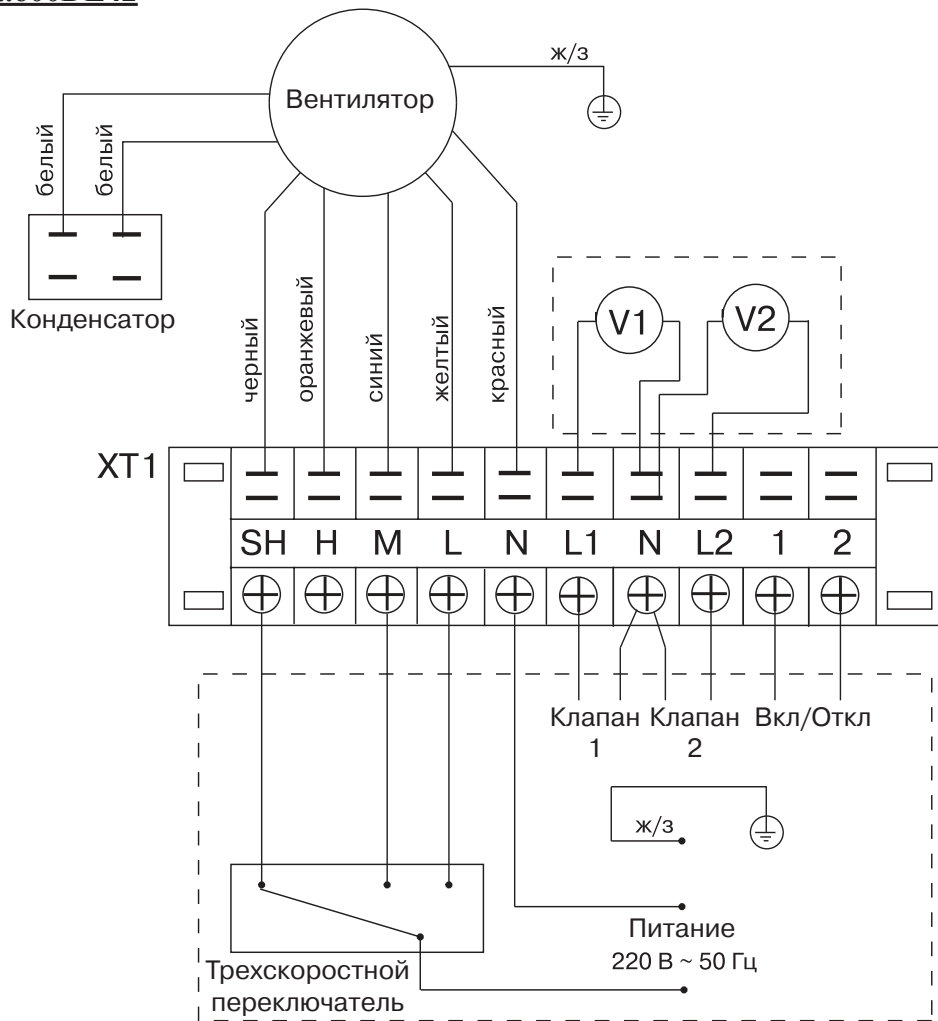 ж/з
Вентилятор
белый
белый
Конденсатор
черный
оранжевый
синий
желтый
красный
V1
V2
XT1
SH H M L N L1 N L2 1 2
Клапан 1
Клапан 2
Вкл/Откл
ж/з
Питание
220 В ~ 50 Гц
Трехскоростной
переключатель